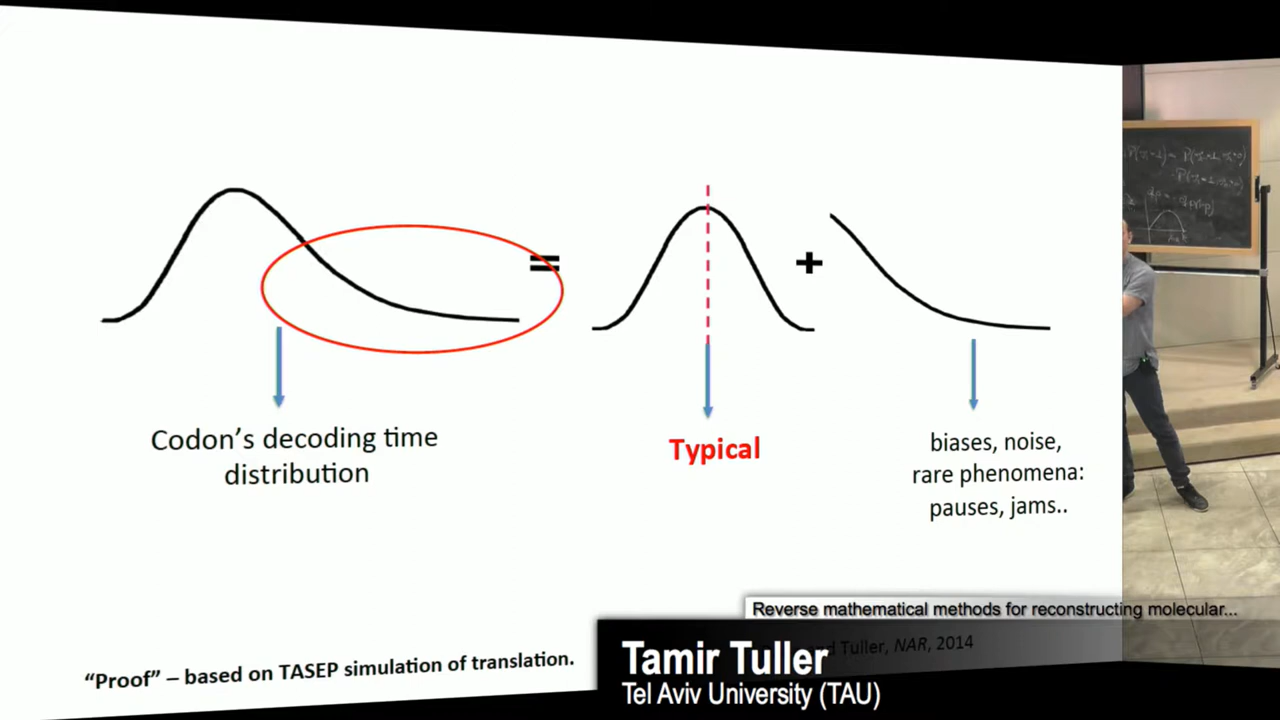 =
+
Codon's decoding time
distribution
Typical
biases, noise,
rare phenomena:
pauses, jams..
Reverse mathematical methods for reconstructing molecular...
Tuller, NAR, 2014
"Proof" – based on TASEP simulation of translation.
Tamir Tuller
Tel Aviv University (TAU)